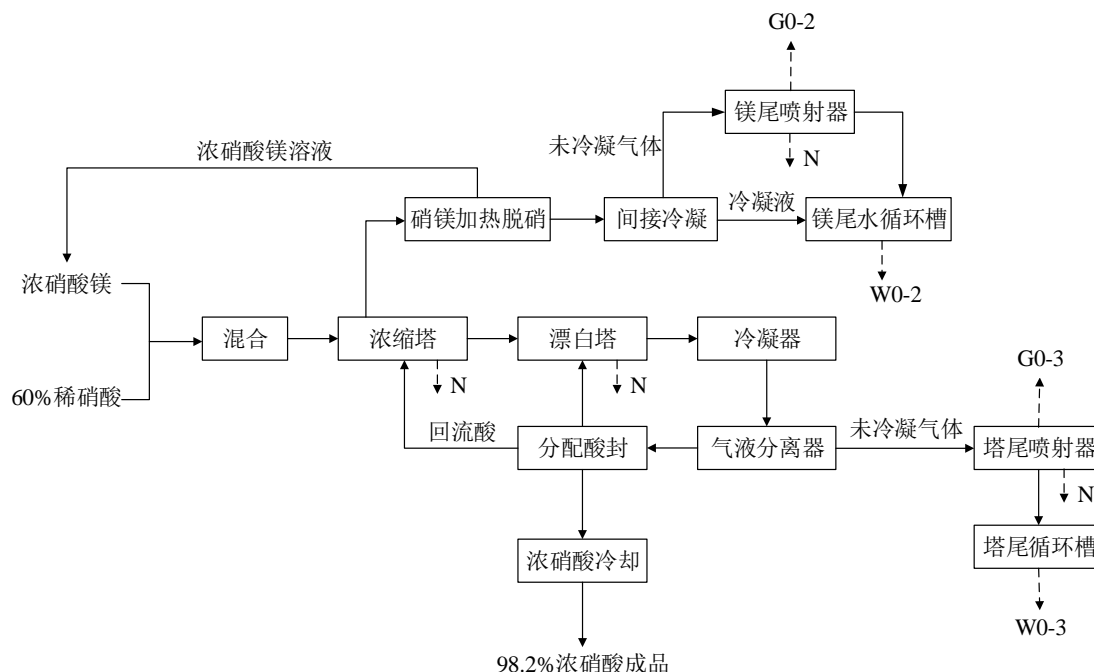 G0-2
镁尾喷射器
未冷凝气体
N
浓硝酸镁溶液
硝镁加热脱硝
间接冷凝
冷凝液
镁尾水循环槽
W0-2
浓硝酸镁
混合
浓缩塔
漂白塔
冷凝器
N
N
60%稀硝酸
G0-3
回流酸
分配酸封
气液分离器
未冷凝气体
塔尾喷射器
N
浓硝酸冷却
塔尾循环槽
W0-3
98.2%浓硝酸成品